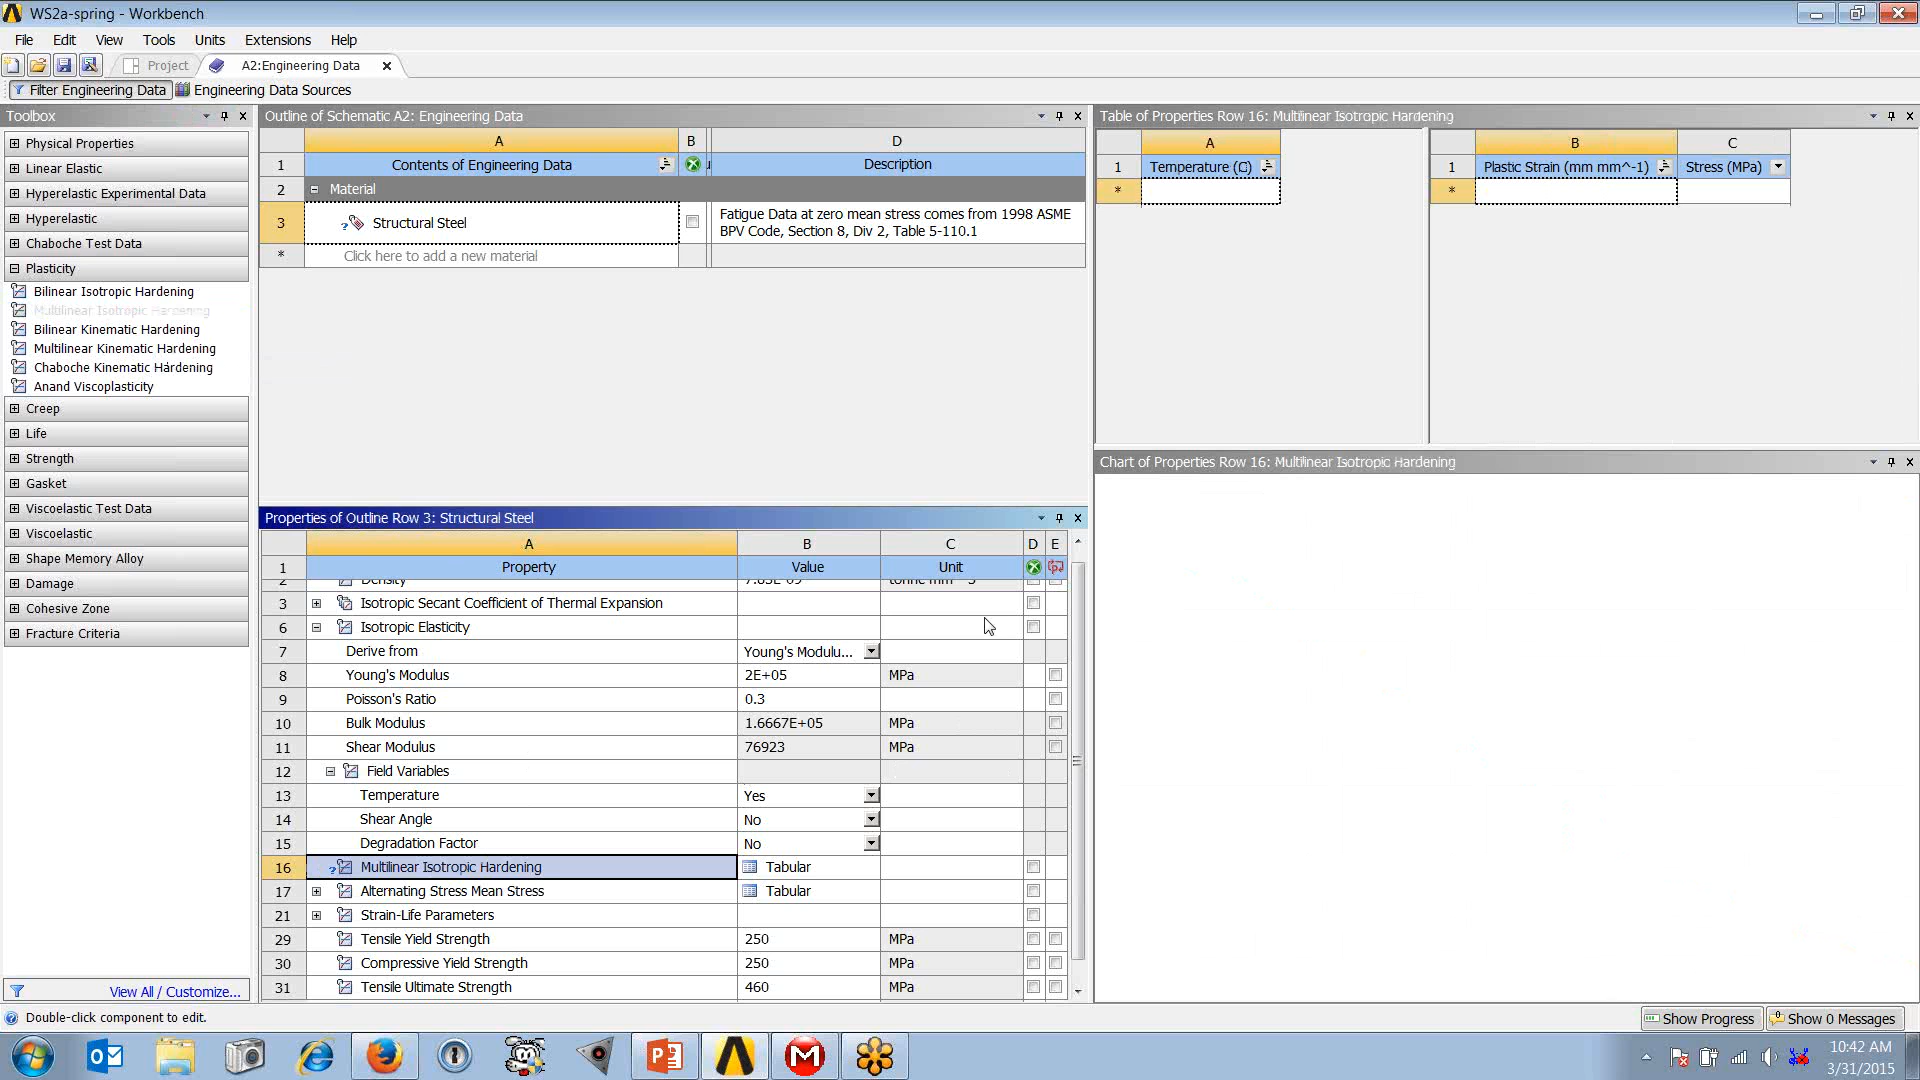 WS2a-spring - Workbench
File Edit View Tools Units Extensions Help
Project A2:Engineering Data
Filter Engineering Data Engineering Data Sources
Toolbox
Physical Properties
Linear Elastic
Hyperelastic Experimental Data
Hyperelastic
Chaboche Test Data
Plasticity
Bilinear Isotropic Hardening
Multilinear Isotropic Hardening
Bilinear Kinematic Hardening
Multilinear Kinematic Hardening
Chaboche Kinematic Hardening
Anand Viscoplasticity
Creep
Life
Strength
Gasket
Viscoelastic Test Data
Viscoelastic
Shape Memory Alloy
Damage
Cohesive Zone
Fracture Criteria
View All / Customize...
Outline of Schematic A2: Engineering Data
A B D
1 Contents of Engineering Data Description
2 Material
3 Structural Steel Fatigue Data at zero mean stress comes from 1998 ASME
BPV Code, Section 8, Div 2, Table 5-110.1
* Click here to add a new material
Properties of Outline Row 3: Structural Steel
A B C D E
1 Property Value Unit
2 Density 7.85E-09 tonne mm^-3
3 Isotropic Secant Coefficient of Thermal Expansion
6 Isotropic Elasticity
7 Derive from Young's Modulu...
8 Young's Modulus 2E+05 MPa
9 Poisson's Ratio 0.3
10 Bulk Modulus 1.6667E+05 MPa
11 Shear Modulus 76923 MPa
12 Field Variables
13 Temperature Yes
14 Shear Angle No
15 Degradation Factor No
16 Multilinear Isotropic Hardening Tabular
17 Alternating Stress Mean Stress Tabular
21 Strain-Life Parameters
29 Tensile Yield Strength 250 MPa
30 Compressive Yield Strength 250 MPa
31 Tensile Ultimate Strength 460 MPa
Table of Properties Row 16: Multilinear Isotropic Hardening
A
1 Temperature (C)
*
B C
1 Plastic Strain (mm mm^-1) Stress (MPa)
*
Chart of Properties Row 16: Multilinear Isotropic Hardening
Double-click component to edit.
Show Progress Show 0 Messages
10:42 AM
3/31/2015